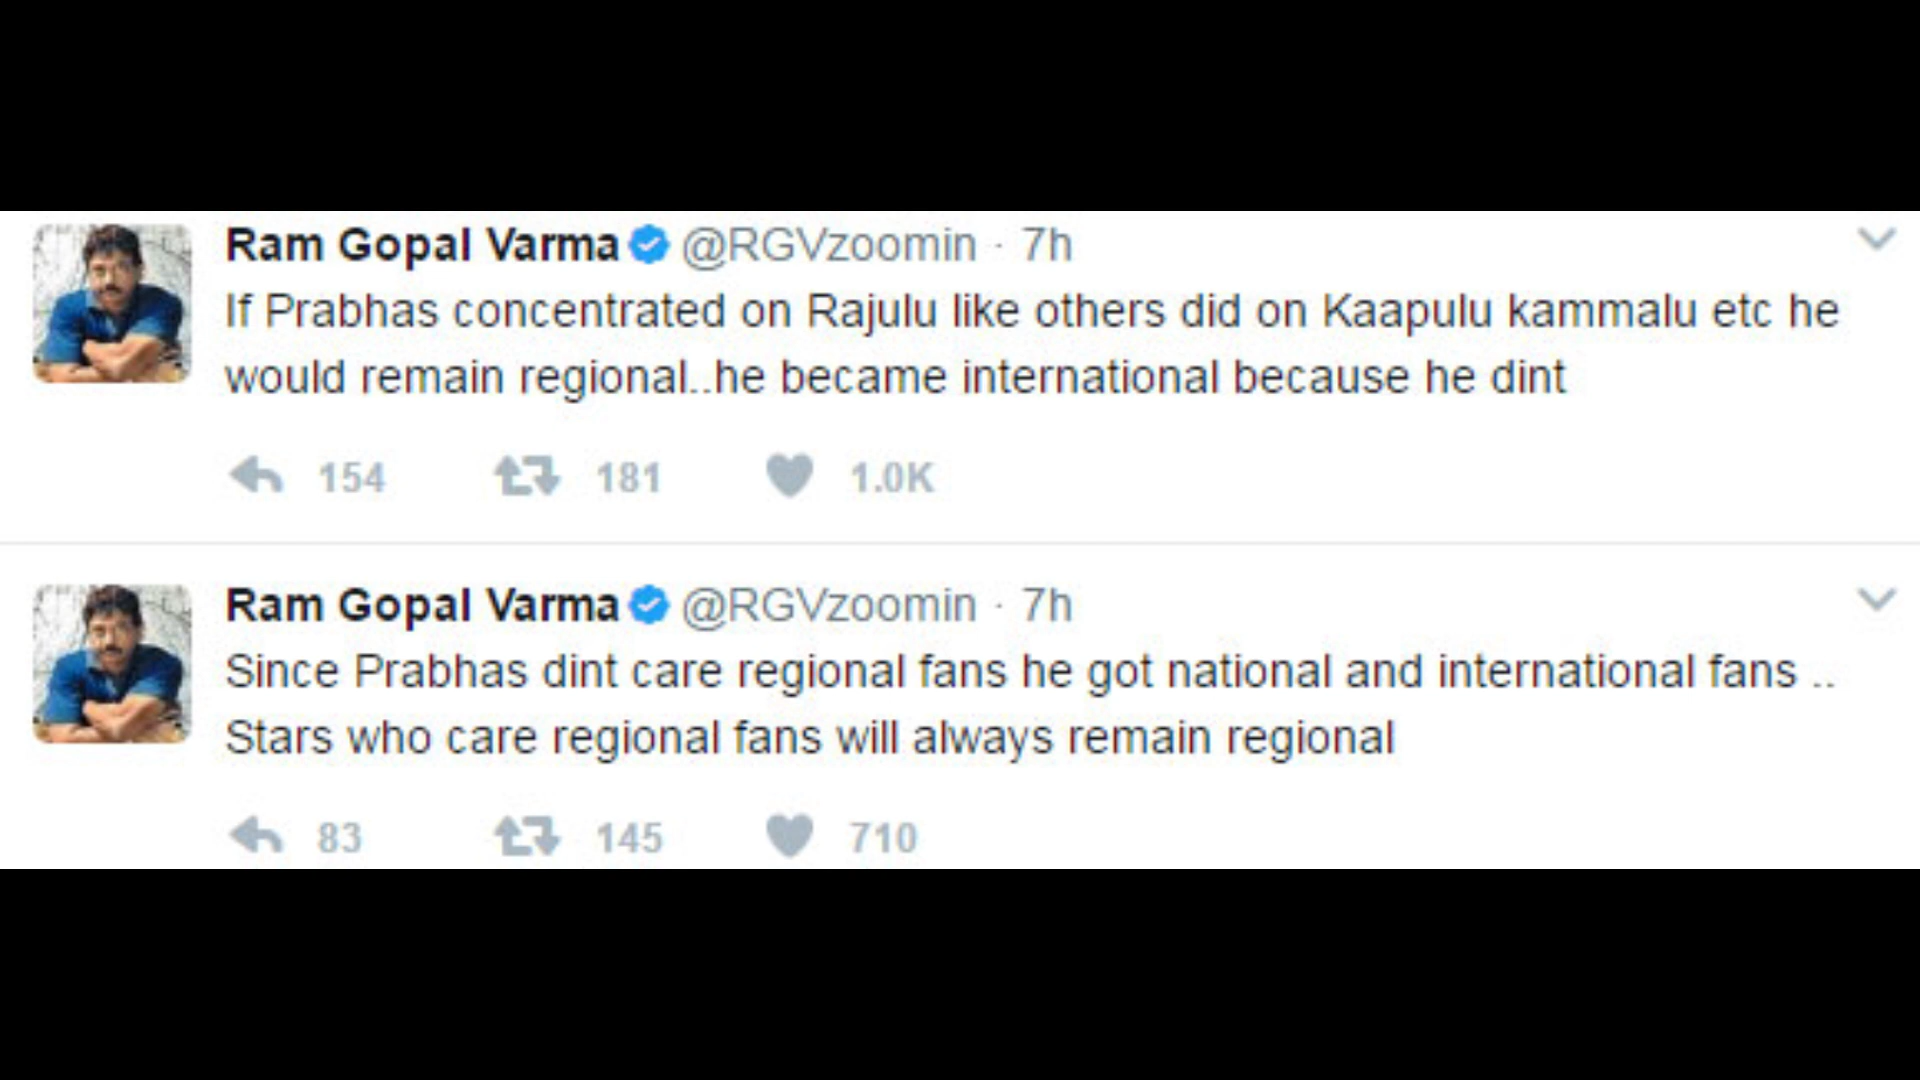 Ram Gopal Varma @RGVzoomin · 7h
If Prabhas concentrated on Rajulu like others did on Kaapulu kammalu etc he
would remain regional..he became international because he dint
154 181 1.0K
Ram Gopal Varma @RGVzoomin · 7h
Since Prabhas dint care regional fans he got national and international fans ..
Stars who care regional fans will always remain regional
83 145 710